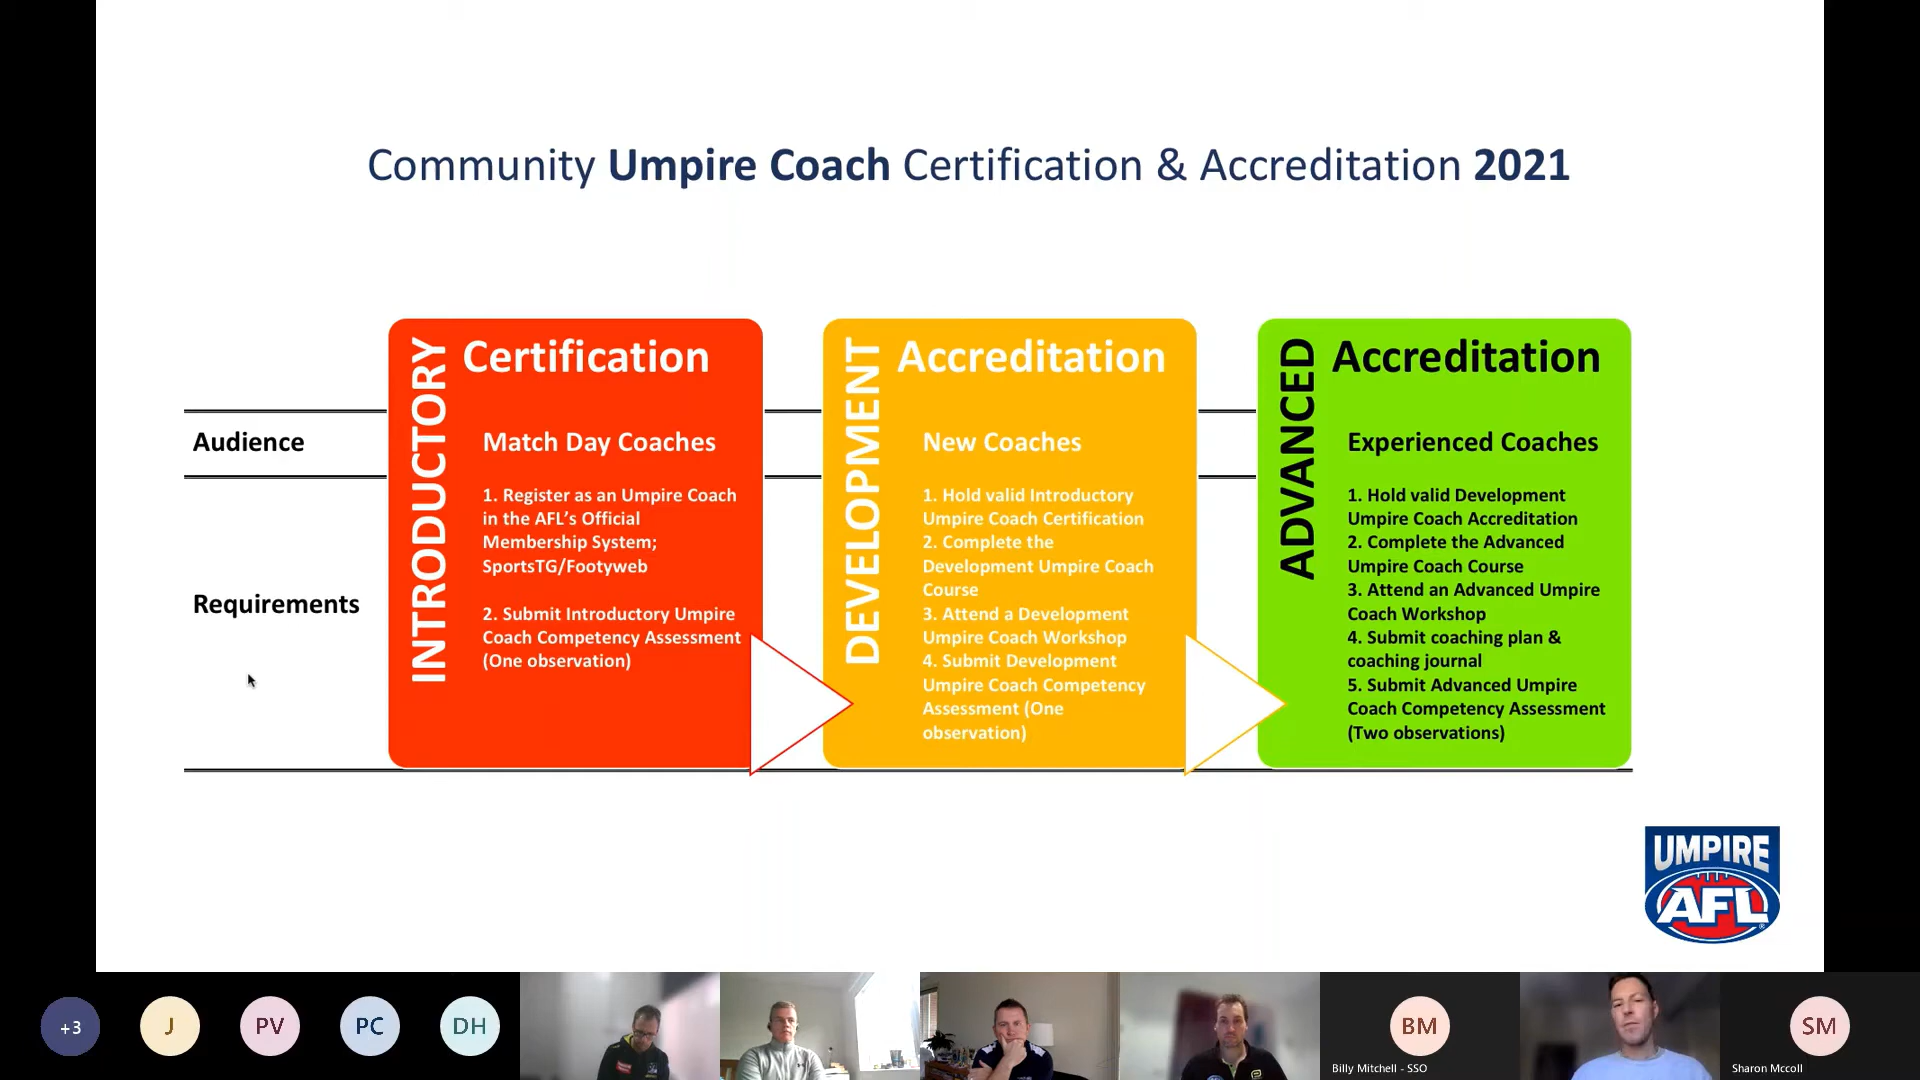 Community Umpire Coach Certification & Accreditation 2021
Audience
Requirements
INTRODUCTORY
Certification
Match Day Coaches
1. Register as an Umpire Coach
in the AFL’s Official
Membership System;
SportsTG/Footyweb
2. Submit Introductory Umpire
Coach Competency Assessment
(One observation)
DEVELOPMENT
Accreditation
New Coaches
1. Hold valid Introductory
Umpire Coach Certification
2. Complete the
Development Umpire Coach
Course
3. Attend a Development
Umpire Coach Workshop
4. Submit Development
Umpire Coach Competency
Assessment (One
observation)
ADVANCED
Accreditation
Experienced Coaches
1. Hold valid Development
Umpire Coach Accreditation
2. Complete the Advanced
Umpire Coach Course
3. Attend an Advanced Umpire
Coach Workshop
4. Submit coaching plan &
coaching journal
5. Submit Advanced Umpire
Coach Competency Assessment
(Two observations)
UMPIRE
AFL
+3
J
PV
PC
DH
BM
Billy Mitchell - SSO
SM
Sharon Mccoll